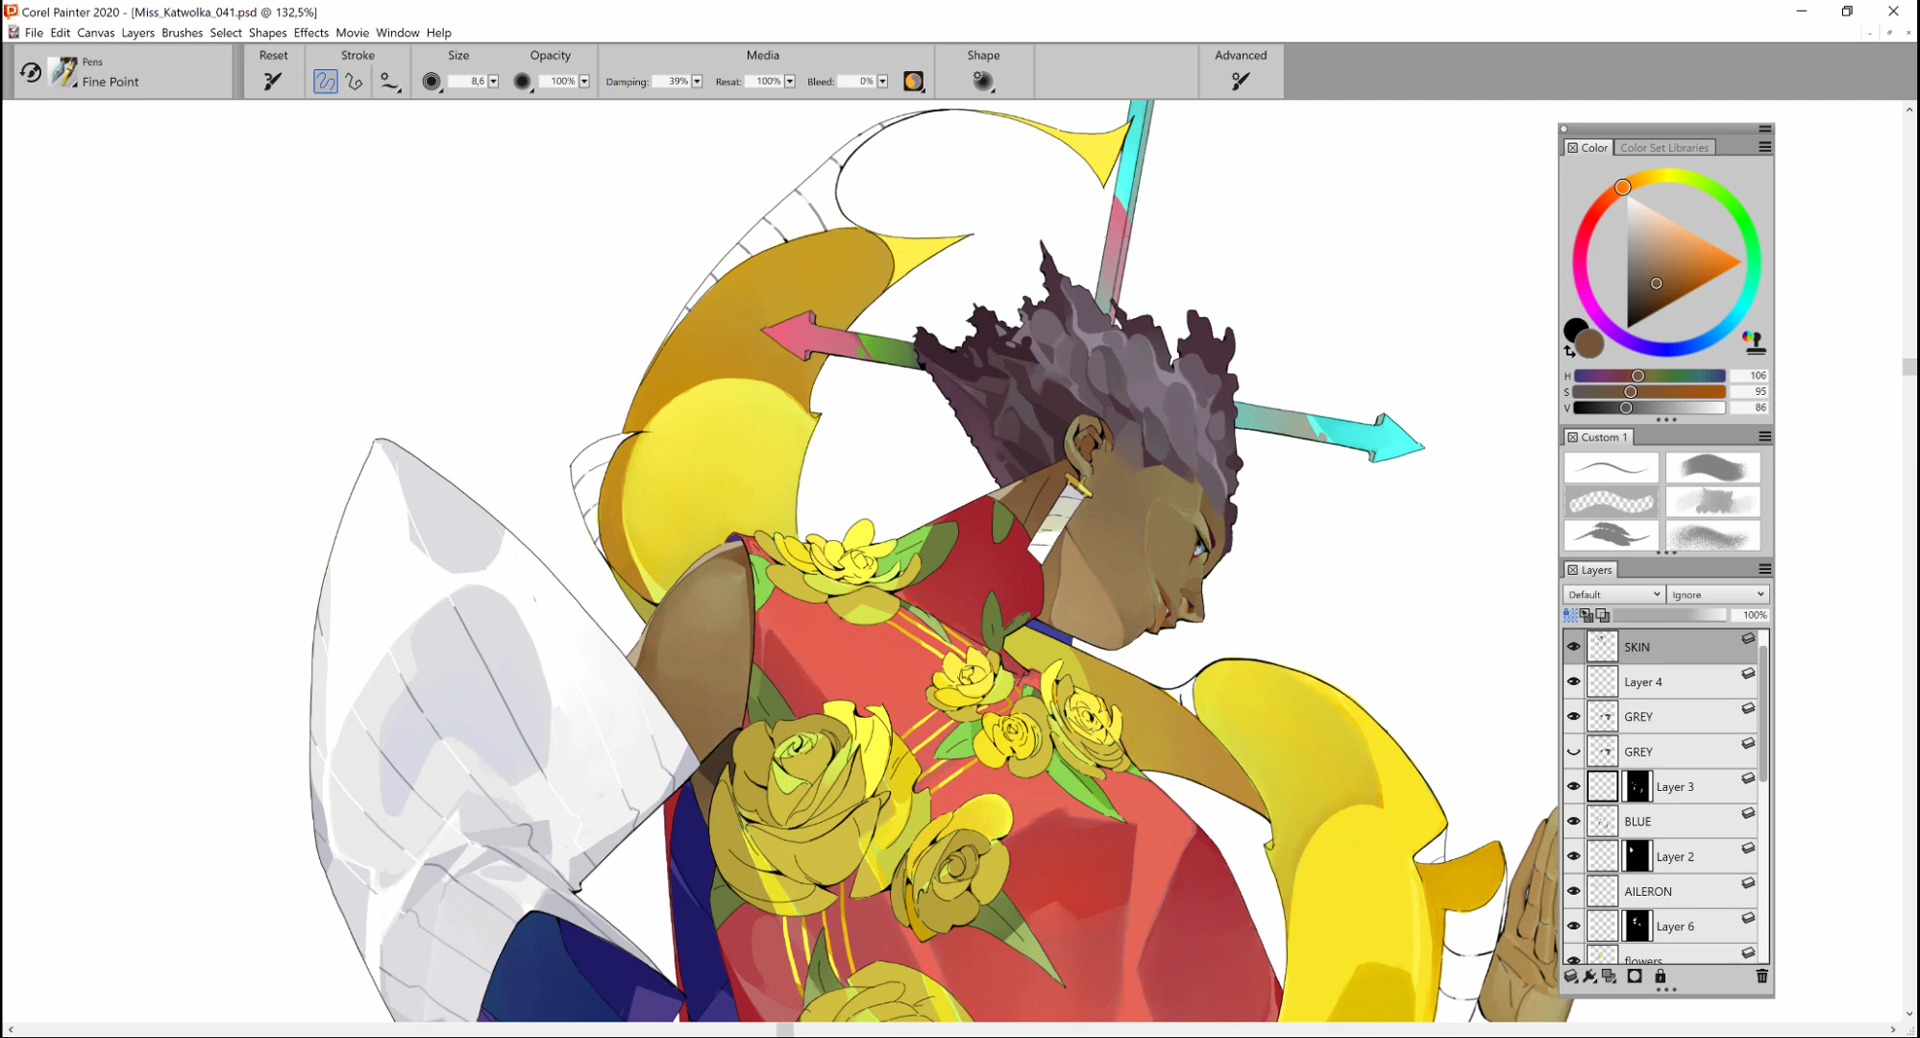 Corel Painter 2020 - [Miss_Katwolka_041.psd @ 132,5%]
File Edit Canvas Layers Brushes Select Shapes Effects Movie Window Help
Pens
Fine Point
Reset Stroke Size Opacity Media Shape Advanced
8,6 100% Damping: 39% Resat: 100% Bleed: 0%
Color Color Set Libraries
H 106
S 95
V 86
Custom 1
Layers
Default Ignore
100%
SKIN
Layer 4
GREY
GREY
Layer 3
BLUE
Layer 2
AILERON
Layer 6
flowers